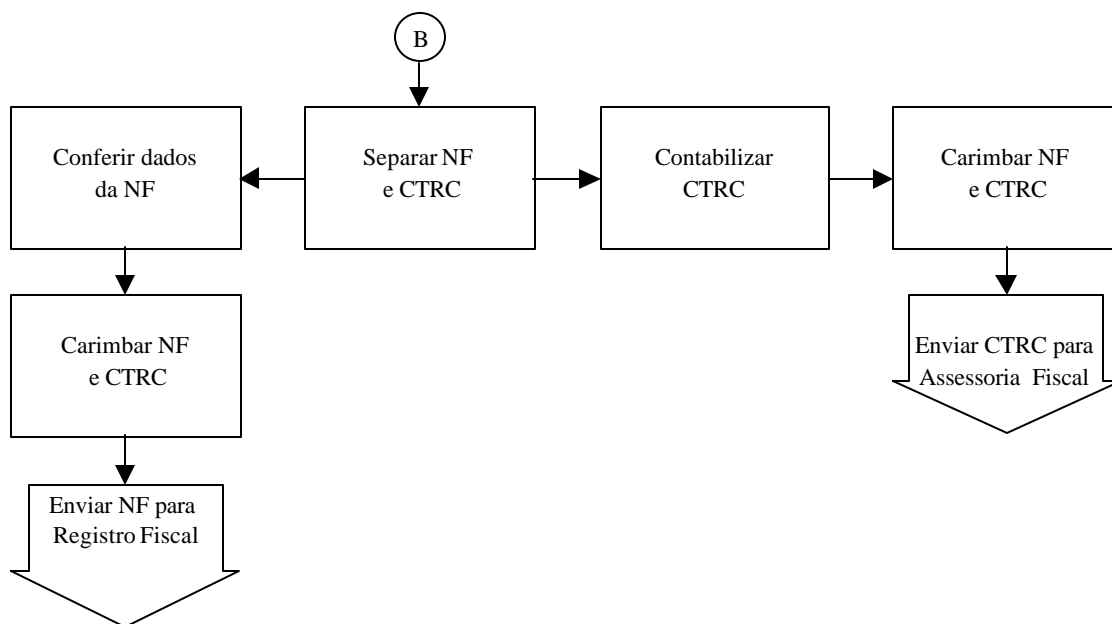 B
Conferir dados
da NF
Separar NF
e CTRC
Contabilizar
CTRC
Carimbar NF
e CTRC
Carimbar NF
e CTRC
Enviar CTRC para
Assessoria Fiscal
Enviar NF para
Registro Fiscal